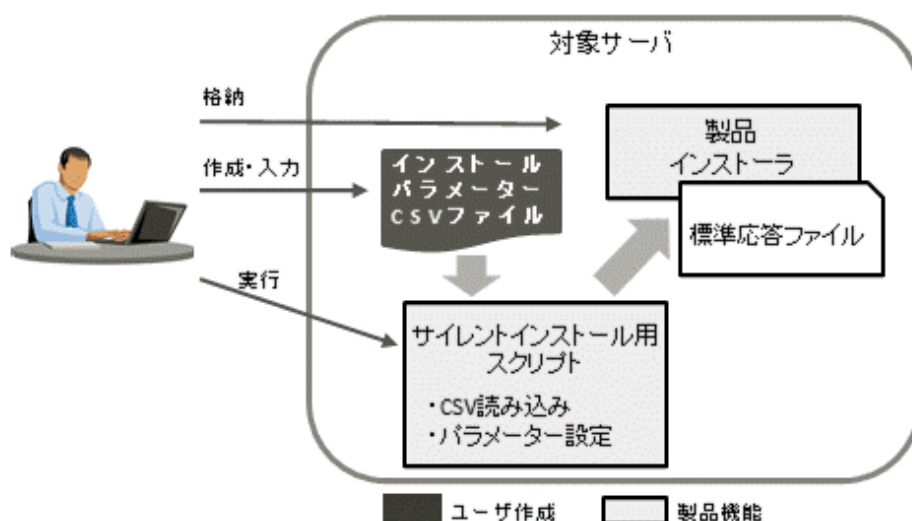 対象サーバ
格納
製品
インストーラ
作成・入力
インストール
パラメーター
CSVファイル
標準応答ファイル
実行
サイレントインストール用
スクリプト
・CSV読み込み
・パラメーター設定
ユーザ作成
製品機能